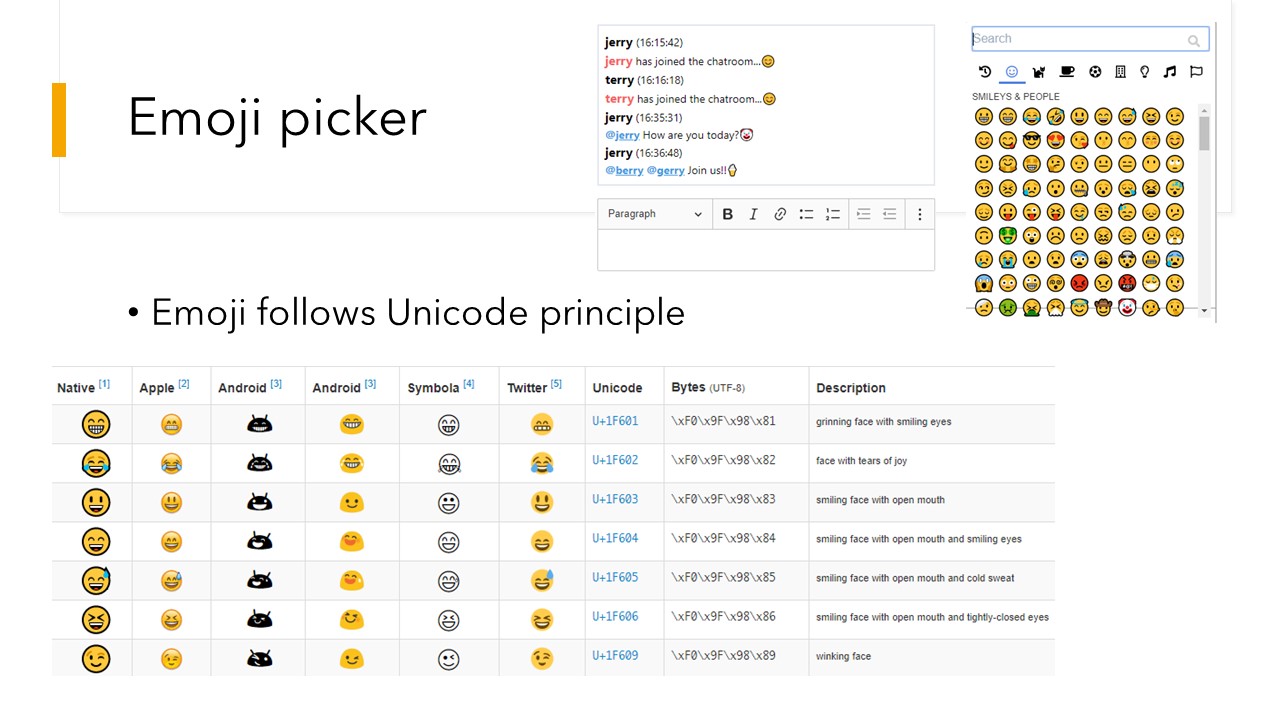 Emoji picker
jerry (16:15:42)
jerry has joined the chatroom...😊
terry (16:16:18)
terry has joined the chatroom...😊
jerry (16:35:31)
@jerry How are you today?🤡
jerry (16:36:48)
@berry @gerry Join us!!
Paragraph B I
Search
SMILEYS & PEOPLE
• Emoji follows Unicode principle
Native [1] Apple [2] Android [3] Android [3] Symbola [4] Twitter [5] Unicode Bytes (UTF-8) Description
U+1F601 \xF0\x9F\x98\x81 grinning face with smiling eyes
U+1F602 \xF0\x9F\x98\x82 face with tears of joy
U+1F603 \xF0\x9F\x98\x83 smiling face with open mouth
U+1F604 \xF0\x9F\x98\x84 smiling face with open mouth and smiling eyes
U+1F605 \xF0\x9F\x98\x85 smiling face with open mouth and cold sweat
U+1F606 \xF0\x9F\x98\x86 smiling face with open mouth and tightly-closed eyes
U+1F609 \xF0\x9F\x98\x89 winking face